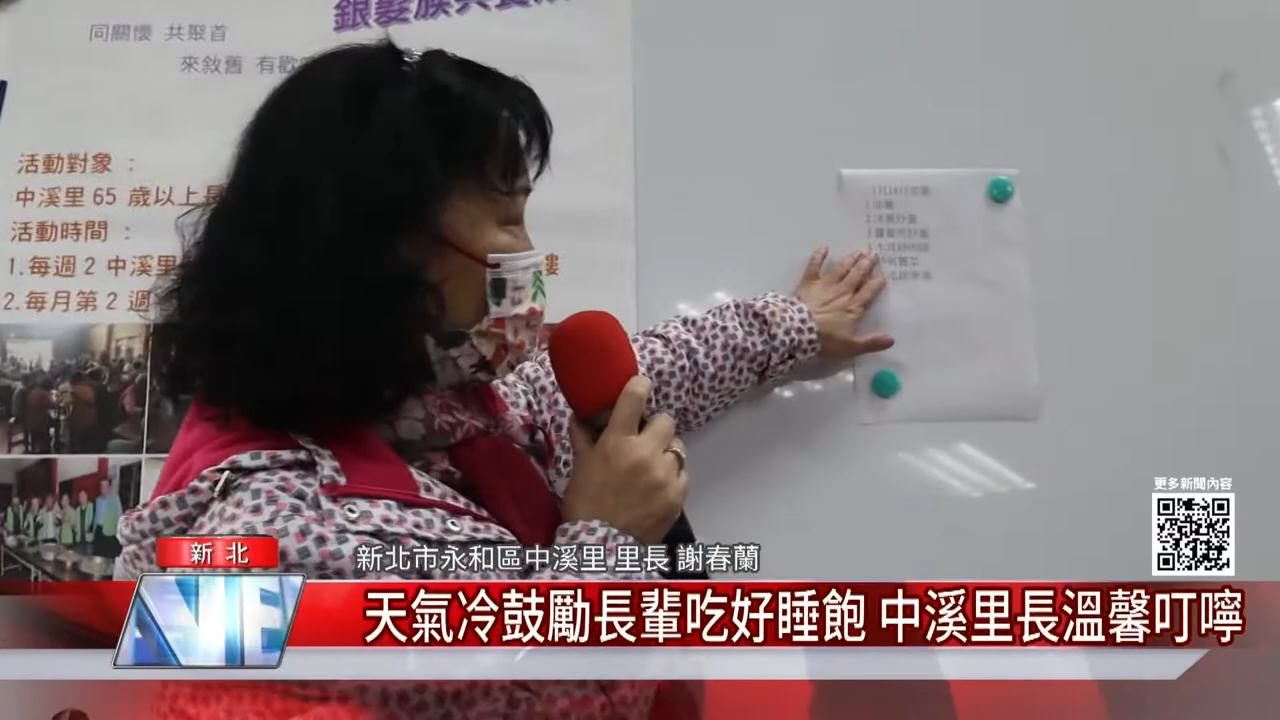 銀髮族共餐
同關懷 共聚首
來敘舊 有歡
活動對象：
中溪里 65 歲以上長
活動時間：
1.每週 2 中溪里 樓
2.每月第 2 週
更多新聞內容
新北
新北市永和區中溪里 里長 謝春蘭
天氣冷鼓勵長輩吃好睡飽 中溪里長溫馨叮嚀